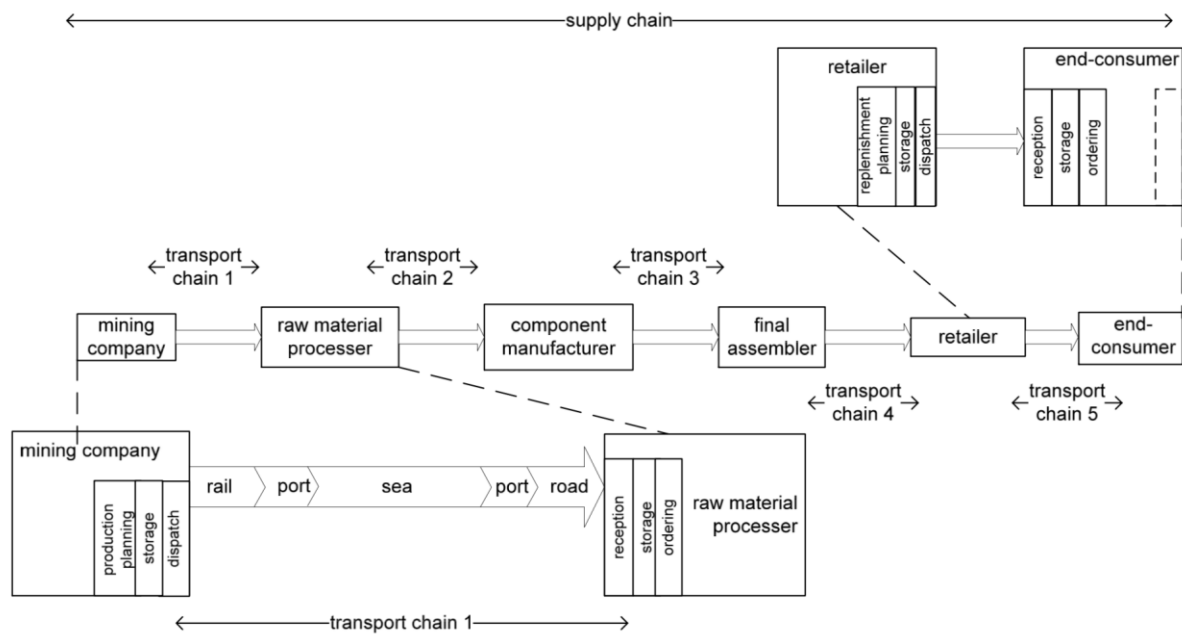 supply chain
retailer
replenishment
planning
storage
dispatch
end-consumer
reception
storage
ordering
transport
chain 1
transport
chain 2
transport
chain 3
mining
company
raw material
processer
component
manufacturer
final
assembler
retailer
end-
consumer
transport
chain 4
transport
chain 5
mining company
production
planning
storage
dispatch
rail
port
sea
port
road
reception
storage
ordering
raw material
processer
transport chain 1